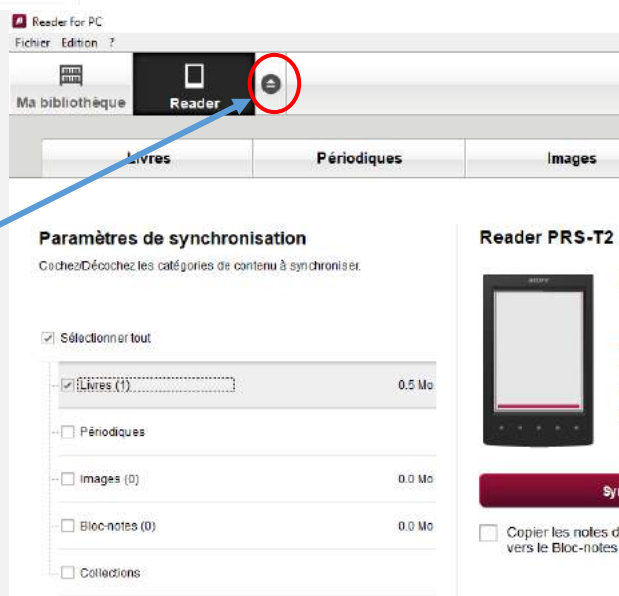 Reader for PC
Fichier Edition ?
Ma bibliothèque Reader
Livres Périodiques Images
Paramètres de synchronisation
Reader PRS-T2
Cochez/Décochez les catégories de contenu à synchroniser.
SONY
Sélectionner tout
Livres (1) 0.5 Mo
Périodiques
Images (0) 0.0 Mo
Sy
Bloc-notes (0) 0.0 Mo
Copier les notes d
vers le Bloc-notes
Collections